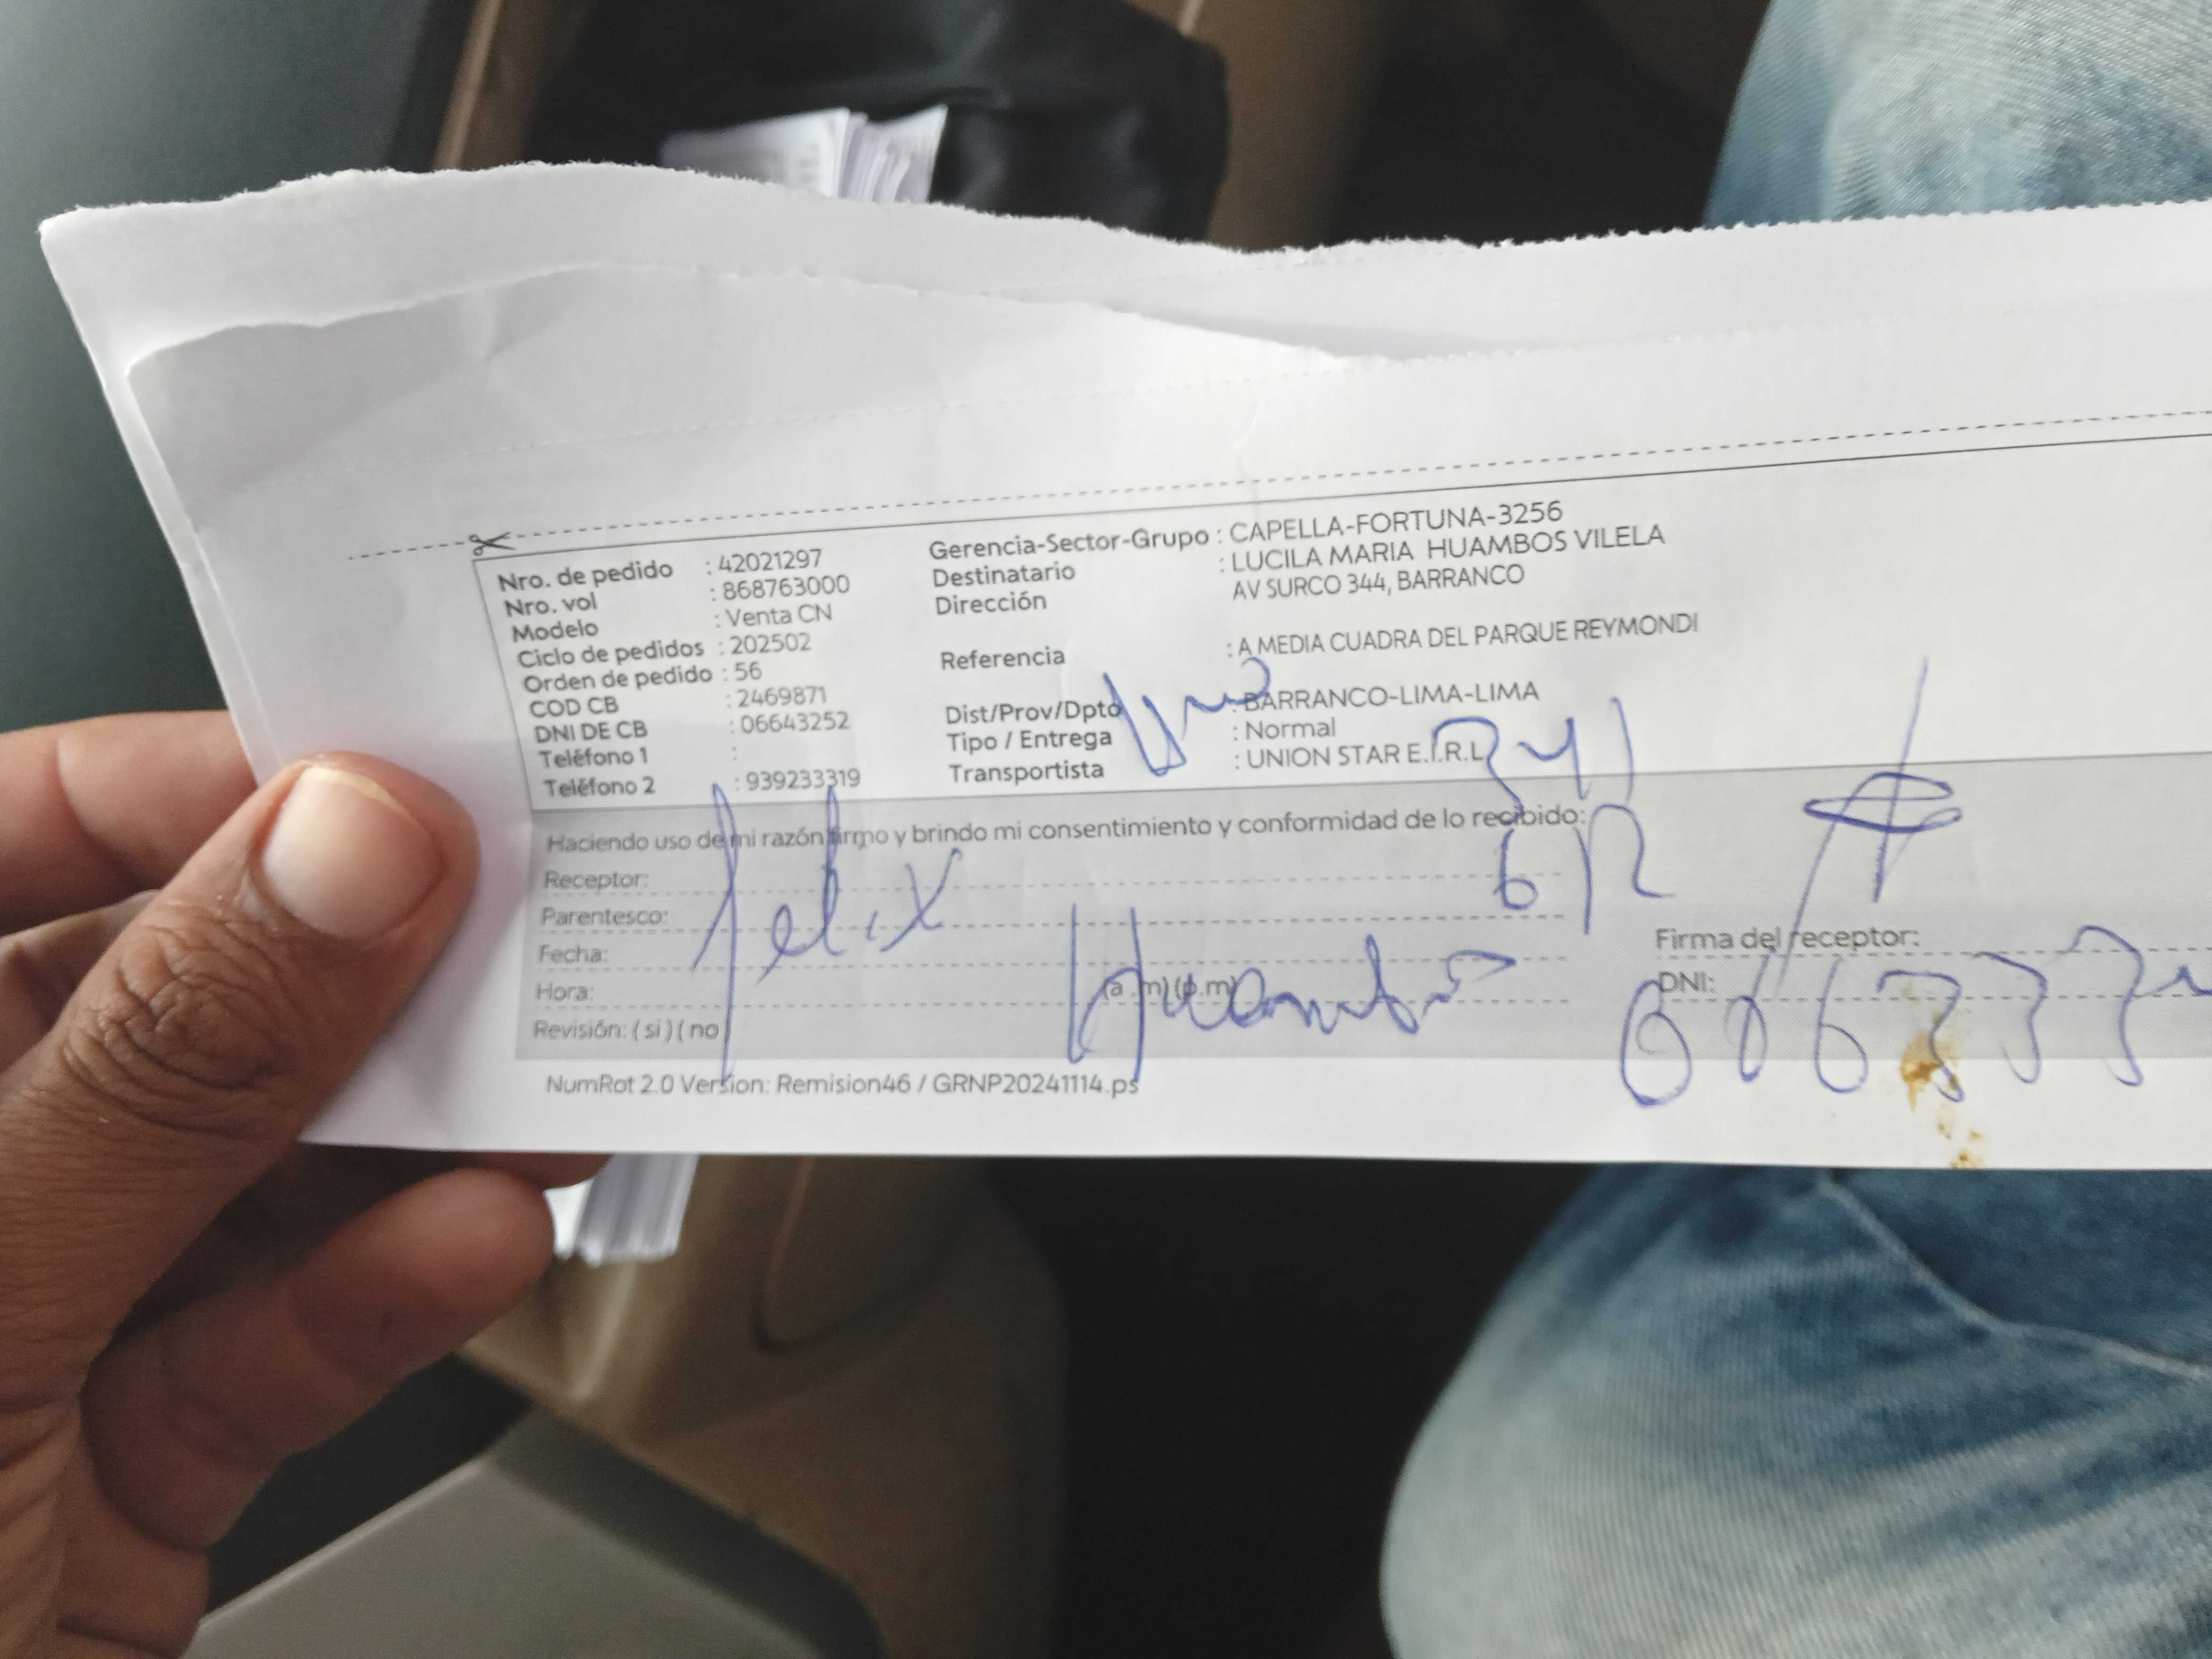 Nro. de pedido : 42021297
Nro. vol : 868763000
Modelo : Venta CN
Ciclo de pedidos : 202502
Orden de pedido : 56
COD CB : 2469871
DNI DE CB : 06643252
Teléfono 1 :
Teléfono 2 : 939233319
Gerencia-Sector-Grupo : CAPELLA-FORTUNA-3256
Destinatario : LUCILA MARIA HUAMBOS VILELA
Dirección AV SURCO 344, BARRANCO
Referencia : A MEDIA CUADRA DEL PARQUE REYMONDI
Dist/Prov/Dpto : BARRANCO-LIMA-LIMA
Tipo / Entrega : Normal
Transportista : UNION STAR E.I.R.L
Haciendo uso de mi razón firmo y brindo mi consentimiento y conformidad de lo recibido:
Receptor:
Parentesco:
Felix
Fecha:
Hora: (a .m) (p.m)
Huambos
Revisión: ( si ) ( no )
Firma del receptor:
DNI:
NumRot 2.0 Version: Remision46 / GRNP20241114.ps